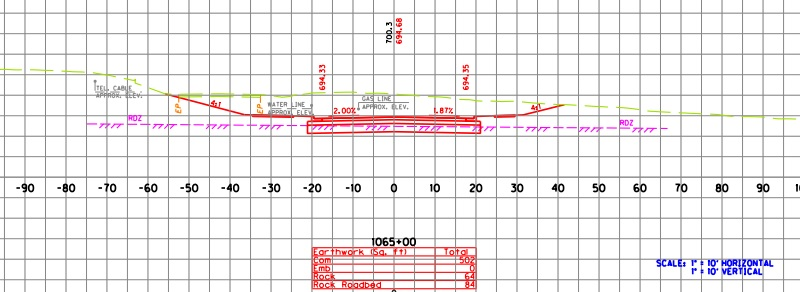 700.3
694.68
694.33
694.35
TEL. CABLE
APPROX. ELEV.
EP
4:1
EP
WATER LINE
APPROX. ELEV.
GAS LINE
APPROX. ELEV.
2.00%
1.87%
4:1
RDZ
RDZ
-90 -80 -70 -60 -50 -40 -30 -20 -10 0 10 20 30 40 50 60 70 80 90
1065+00
Earthwork (Sq. ft) Total
Com 502
Emb 0
Rock 64
Rock Roadbed 84
SCALE: 1" = 10' HORIZONTAL
1" = 10' VERTICAL